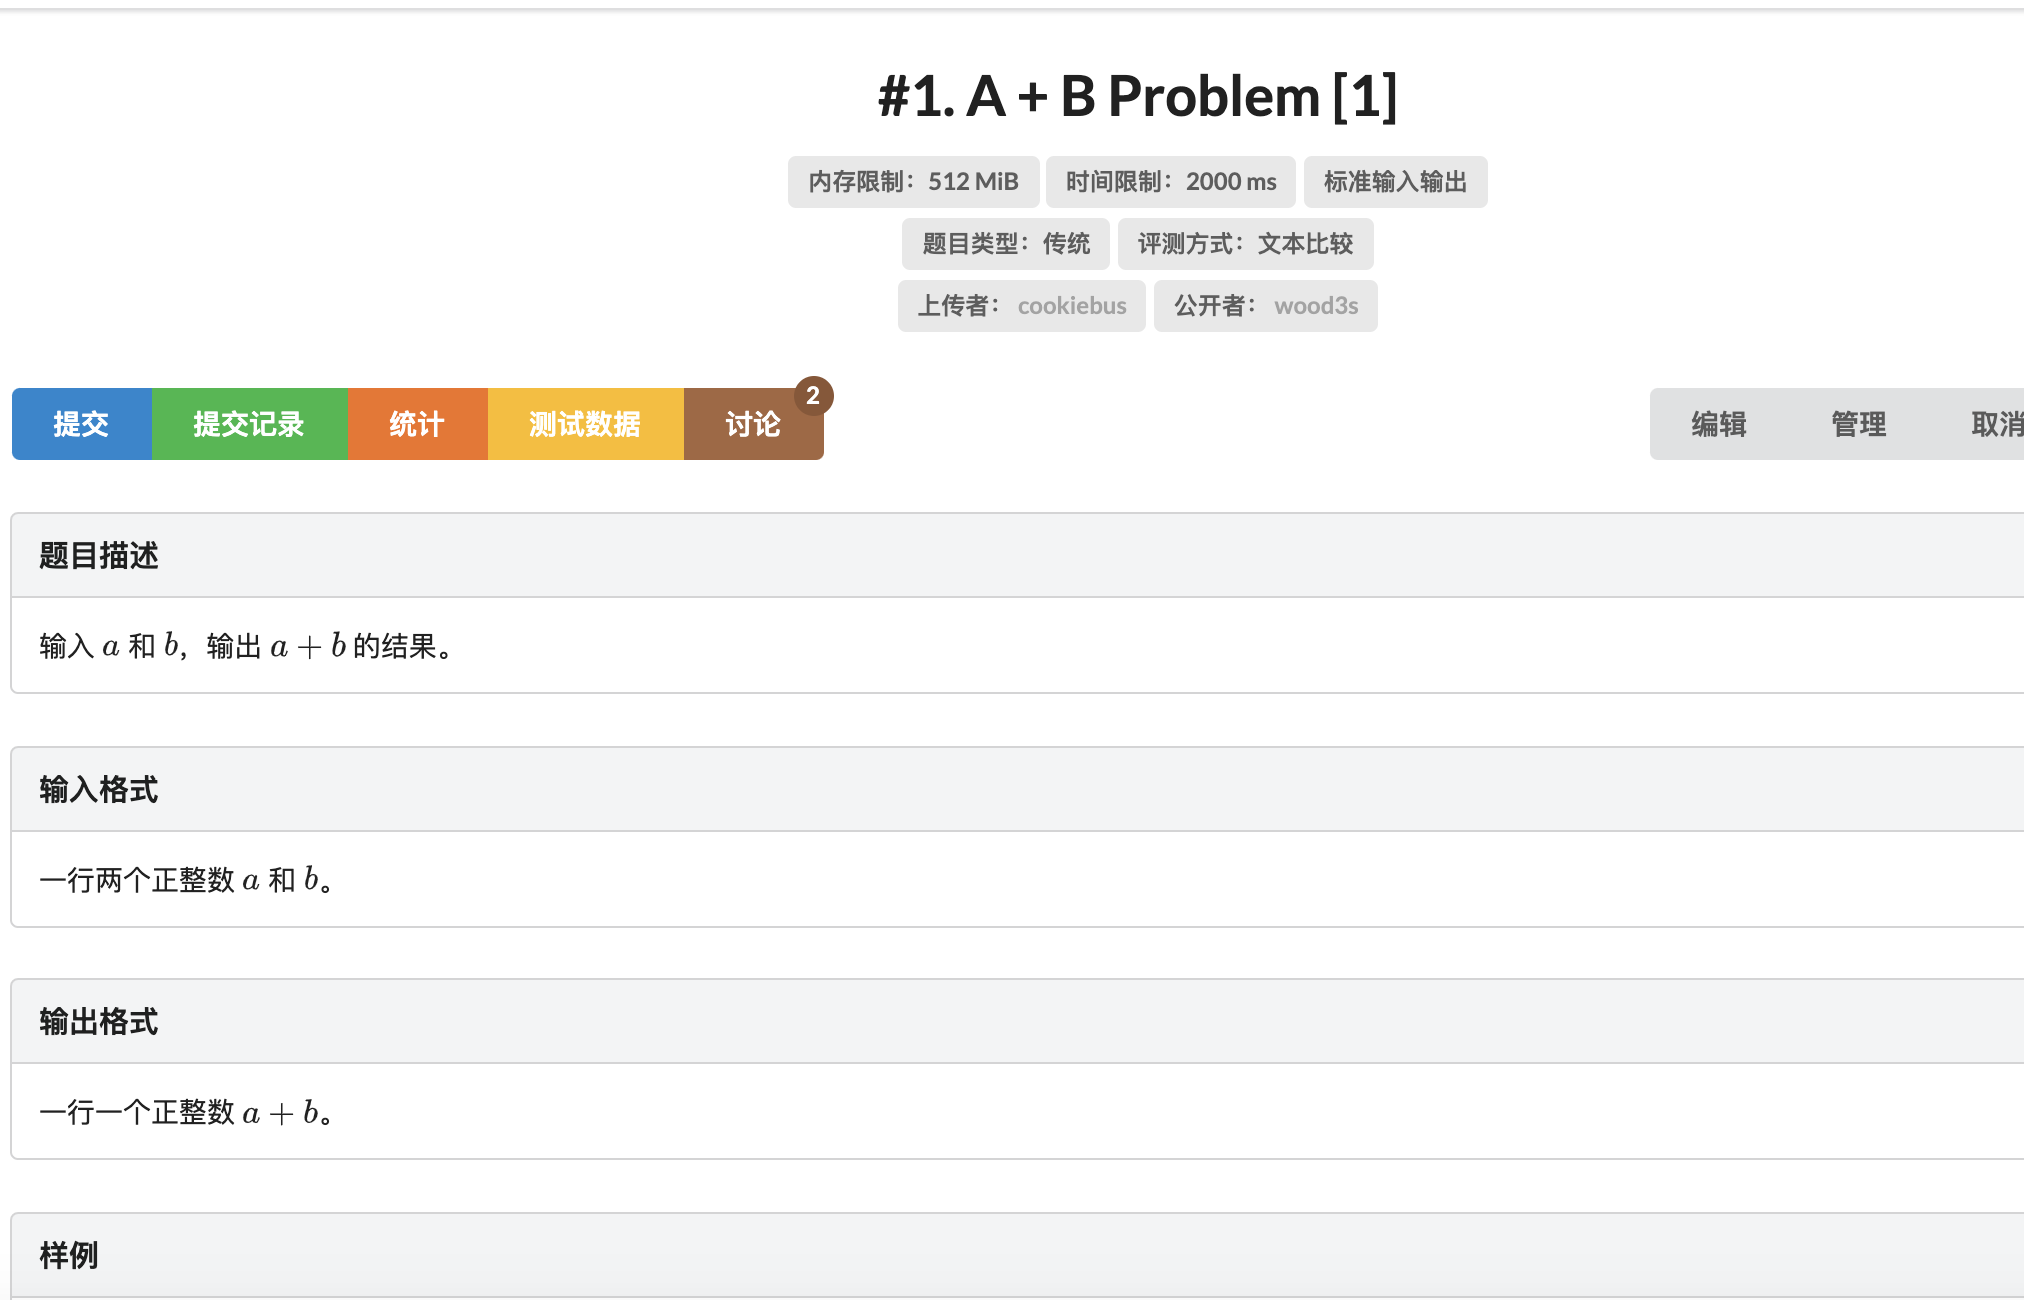 #1. A + B Problem [1]
内存限制：512 MiB 时间限制：2000 ms 标准输入输出
题目类型：传统 评测方式：文本比较
上传者： cookiebus 公开者： wood3s
提交 提交记录 统计 测试数据 讨论 2 编辑 管理 取消
题目描述
输入 a 和 b，输出 a + b 的结果。
输入格式
一行两个正整数 a 和 b。
输出格式
一行一个正整数 a + b。
样例